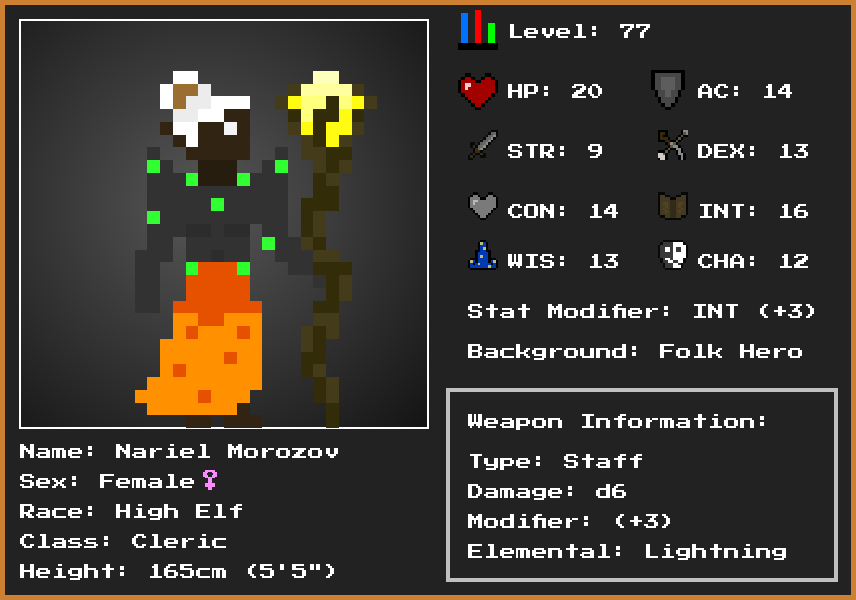 Level: 77
HP: 20
AC: 14
STR: 9
DEX: 13
CON: 14
INT: 16
WIS: 13
CHA: 12
Stat Modifier: INT (+3)
Background: Folk Hero
Weapon Information:
Type: Staff
Damage: d6
Modifier: (+3)
Elemental: Lightning
Name: Nariel Morozov
Sex: Female♀
Race: High Elf
Class: Cleric
Height: 165cm (5'5")